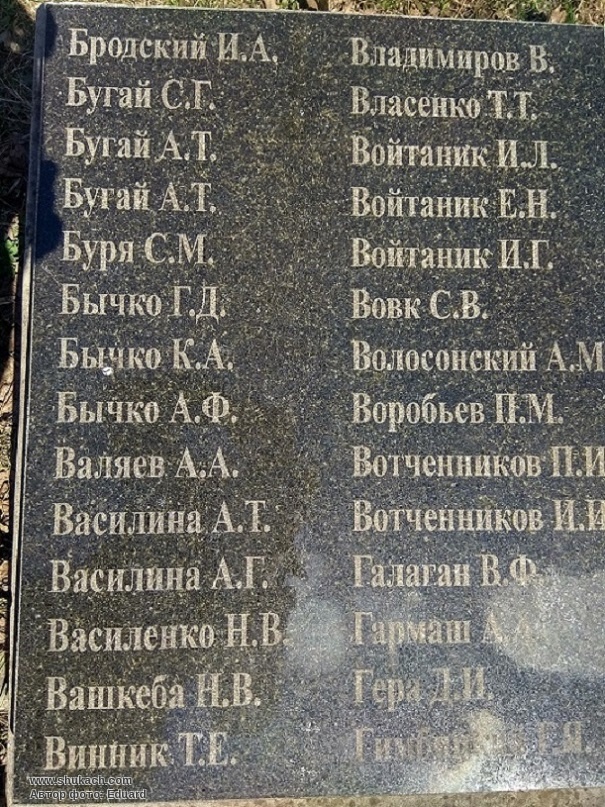 Бродский И.А.
Бугай С.Г.
Бугай А.Т.
Бугай А.Т.
Буря С.М.
Бычко Г.Д.
Бычко К.А.
Бычко А.Ф.
Валяев А.А.
Василина А.Т.
Василина А.Г.
Василенко Н.В.
Вашкеба Н.В.
Винник Т.Е.
Владимиров В.
Власенко Т.Т.
Войтаник И.Л.
Войтаник Е.Н.
Войтаник И.Г.
Вовк С.В.
Волосонский А.М
Воробьев П.М.
Вотченников П.И
Вотченников И.И
Галаган В.Ф.
Гармаш А.А.
Гера Д.И.
www.shukach.com
Автор фото: Eduard